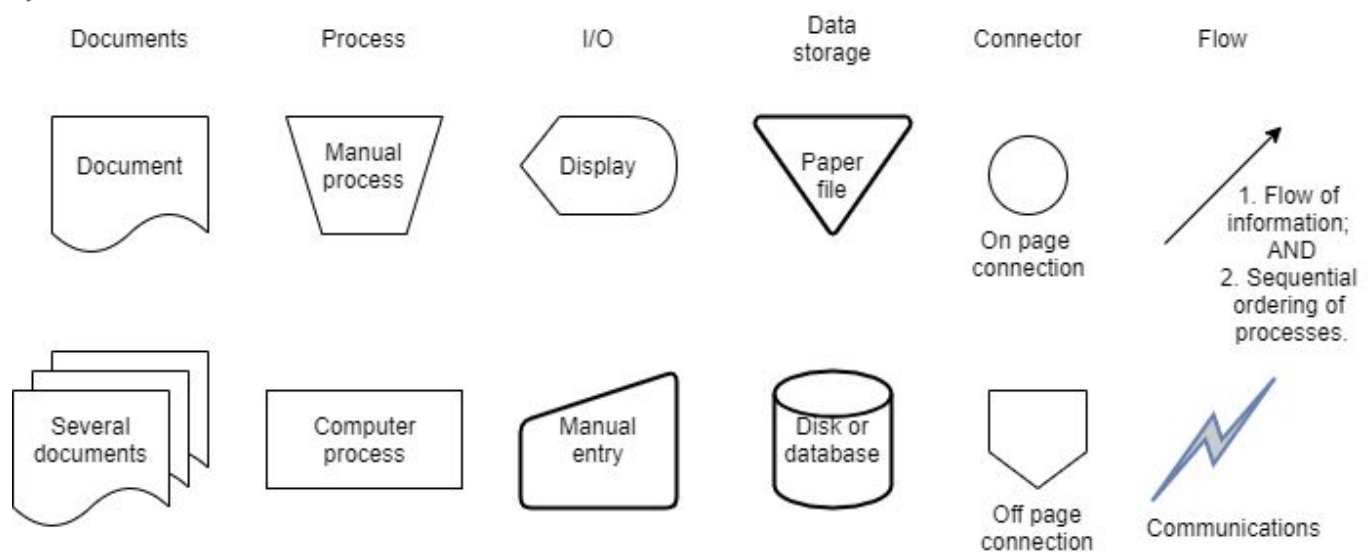 Documents
Process
I/O
Data
storage
Connector
Flow
Document
Manual
process
Display
Paper
file
On page
connection
1. Flow of
information;
AND
2. Sequential
ordering of
processes.
Several
documents
Computer
process
Manual
entry
Disk or
database
Off page
connection
Communications